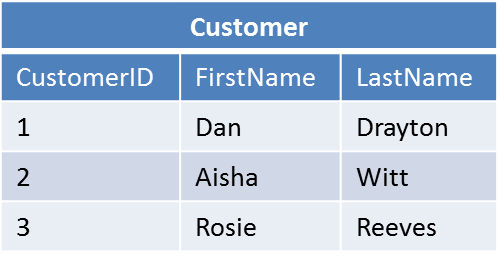 Customer
CustomerID FirstName LastName
1 Dan Drayton
2 Aisha Witt
3 Rosie Reeves